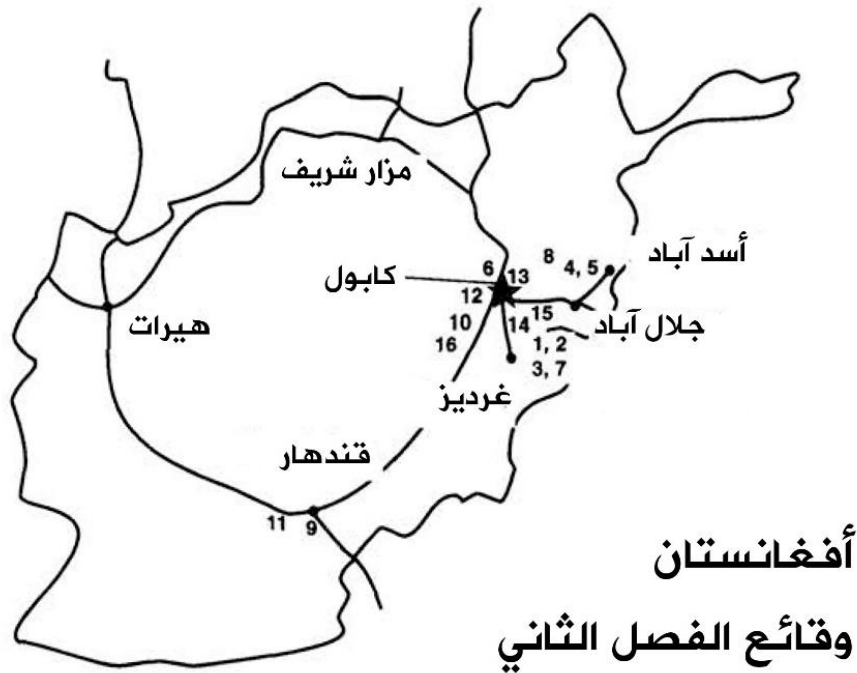 مزار شريف
أسد آباد
8
4, 5
6
13
كابول
12
15
جلال آباد
هيرات
10
14
1, 2
16
3, 7
غرديز
قندهار
11
9
أفغانستان
وقائع الفصل الثاني